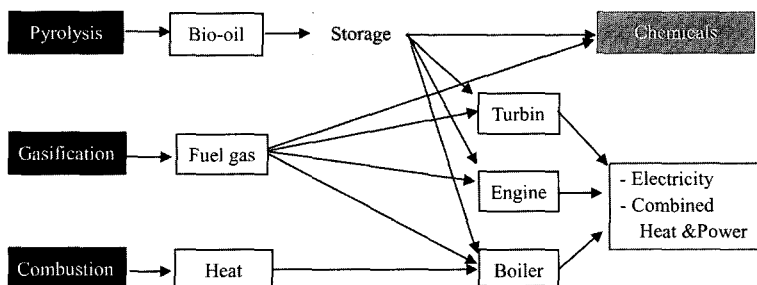 Pyrolysis
Bio-oil
Storage
Chemicals
Turbin
Gasification
Fuel gas
Engine
- Electricity
- Combined
Heat &Power
Combustion
Heat
Boiler